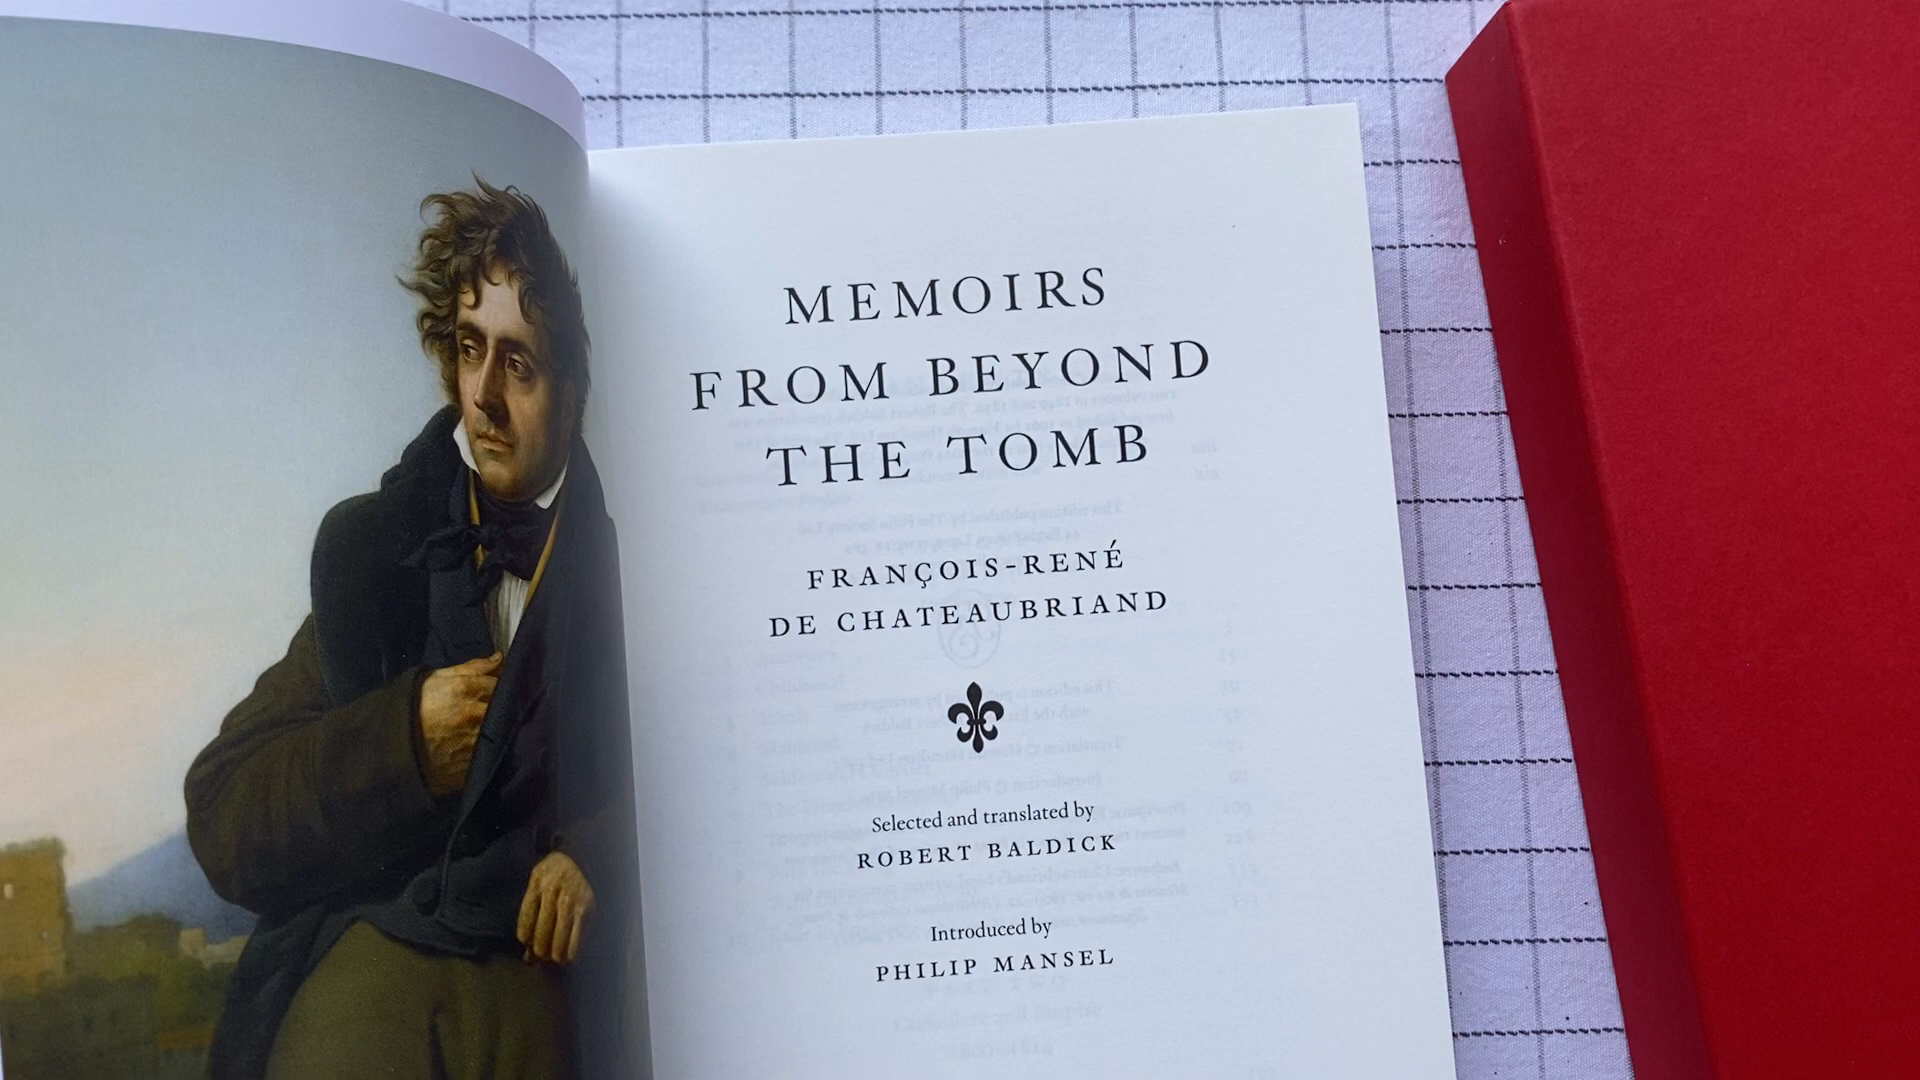 MEMOIRS
FROM BEYOND
THE TOMB
FRANÇOIS-RENÉ
DE CHATEAUBRIAND
Selected and translated by
ROBERT BALDICK
Introduced by
PHILIP MANSEL